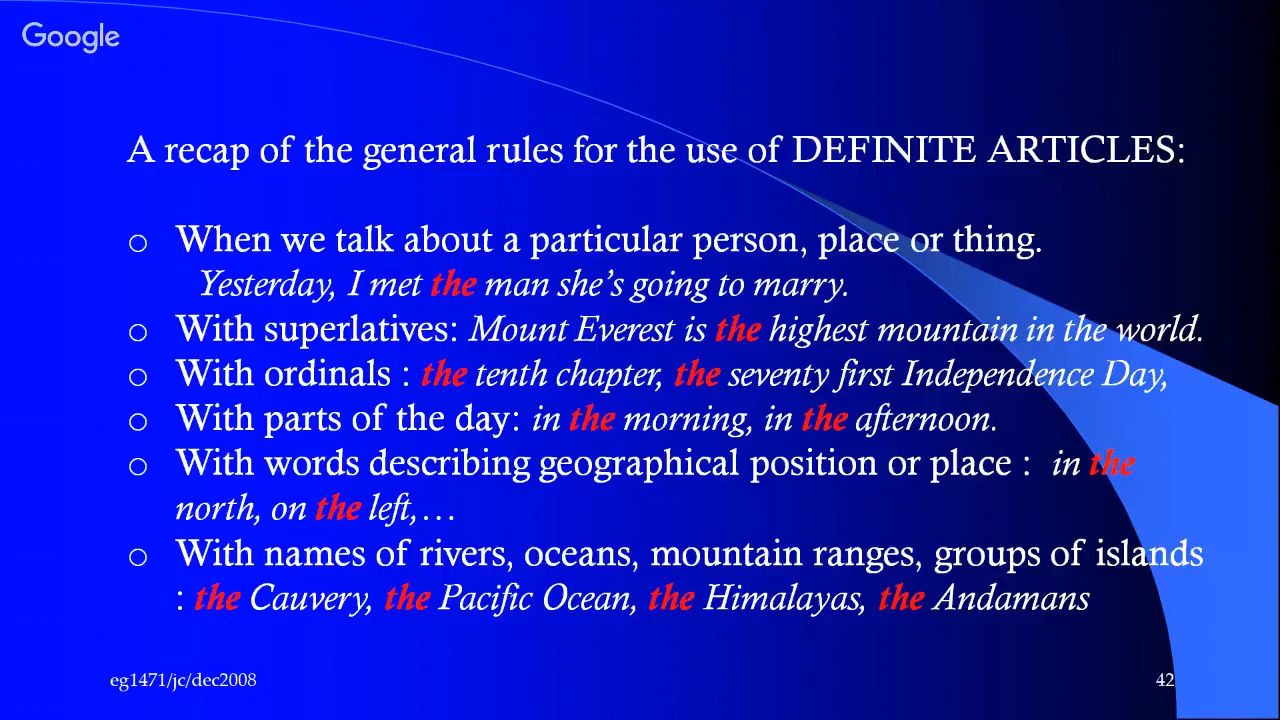 Google
A recap of the general rules for the use of DEFINITE ARTICLES:
o When we talk about a particular person, place or thing.
Yesterday, I met the man she's going to marry.
o With superlatives: Mount Everest is the highest mountain in the world.
o With ordinals : the tenth chapter, the seventy first Independence Day,
o With parts of the day: in the morning, in the afternoon.
o With words describing geographical position or place : in the
north, on the left,…
o With names of rivers, oceans, mountain ranges, groups of islands
: the Cauvery, the Pacific Ocean, the Himalayas, the Andamans
eg1471/jc/dec2008
42